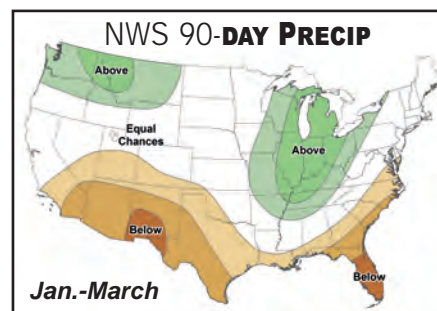 NWS 90-DAY PRECIP
Above
Equal
Chances
Above
Below
Below
Jan.-March